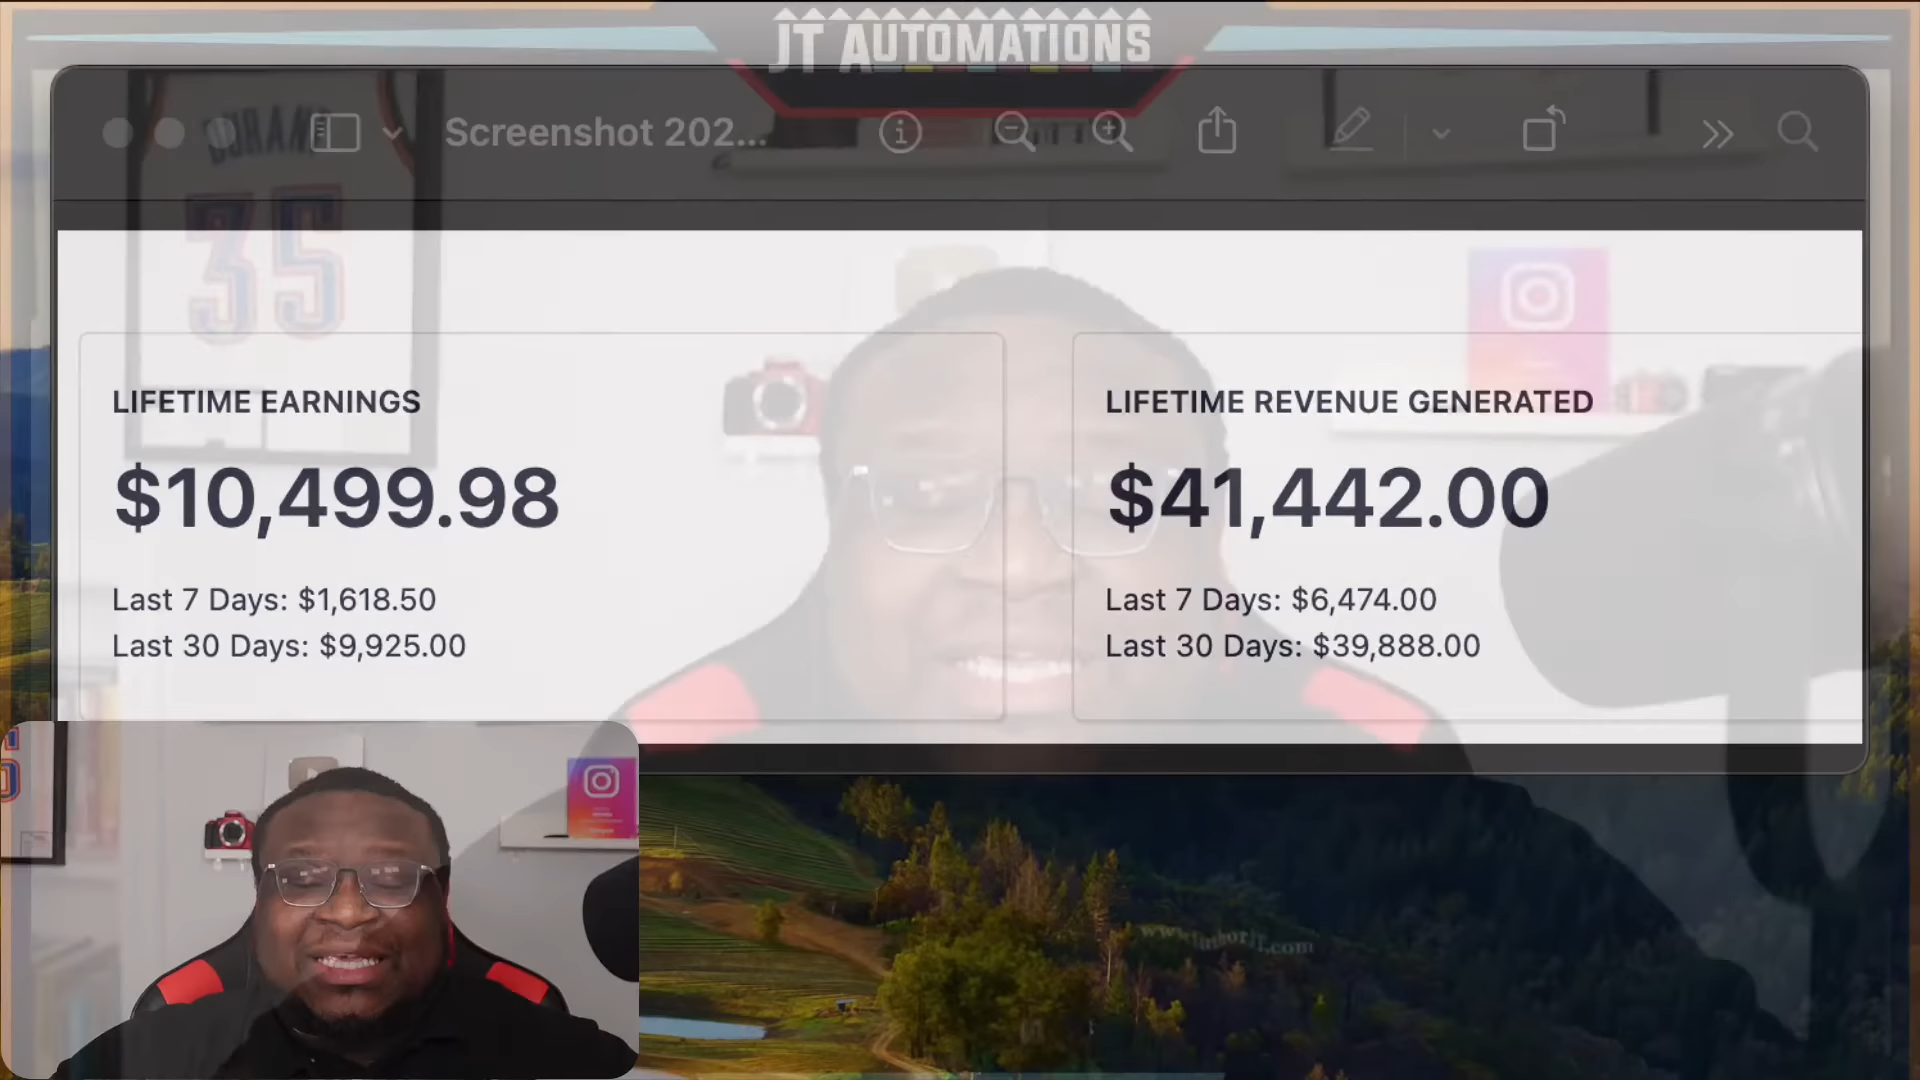 JT AUTOMATIONS
Screenshot 202...
35
LIFETIME EARNINGS
$10,499.98
Last 7 Days: $1,618.50
Last 30 Days: $9,925.00
LIFETIME REVENUE GENERATED
$41,442.00
Last 7 Days: $6,474.00
Last 30 Days: $39,888.00